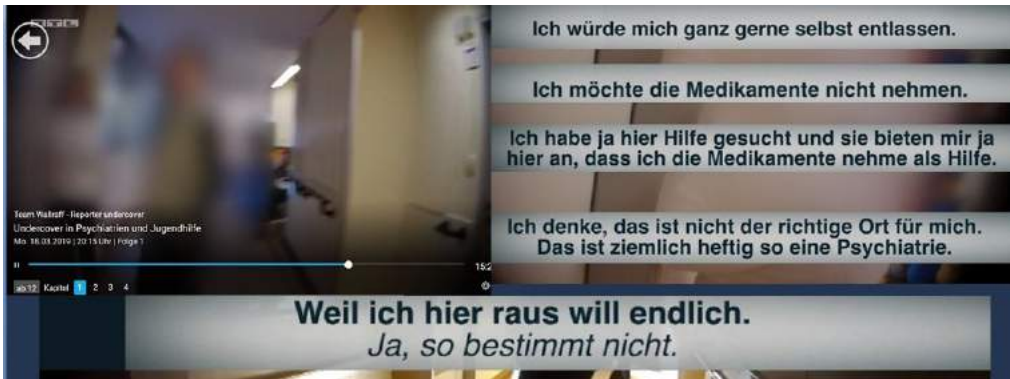 Team Wallraff - Reporter undercover
Undercover in Psychiatrien und Jugendhilfe
Mo. 18.03.2019 | 20:15 Uhr | Folge 1
15:2
ab 12 Kapitel 1 2 3 4
Ich würde mich ganz gerne selbst entlassen.
Ich möchte die Medikamente nicht nehmen.
Ich habe ja hier Hilfe gesucht und sie bieten mir ja
hier an, dass ich die Medikamente nehme als Hilfe.
Ich denke, das ist nicht der richtige Ort für mich.
Das ist ziemlich heftig so eine Psychiatrie.
Weil ich hier raus will endlich.
Ja, so bestimmt nicht.